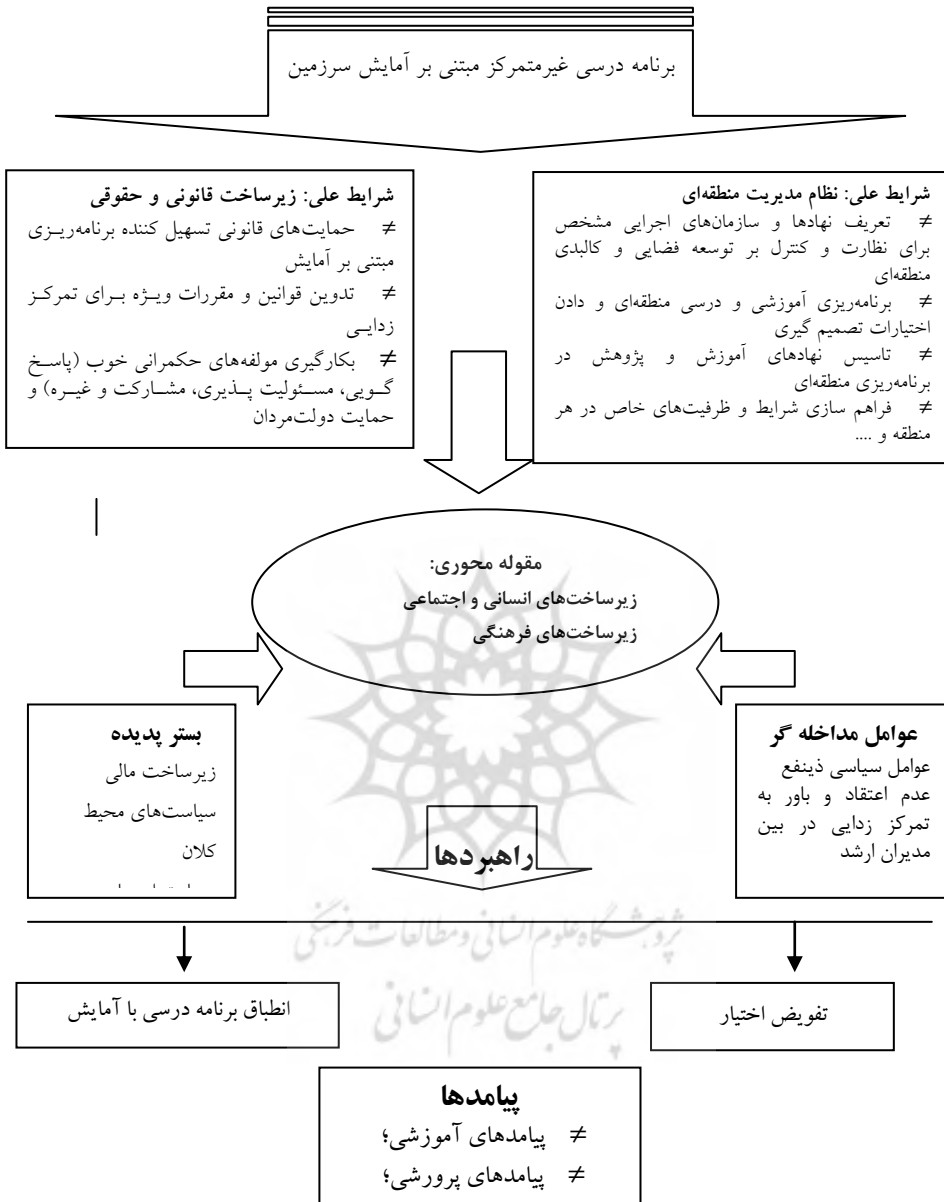 برنامه درسی غیرمتمرکز مبتنی بر آمایش سرزمین
شرایط علی: نظام مدیریت منطقه‌ای
≠ تعریف نهادها و سازمان‌های اجرایی مشخص
برای نظارت و کنترل بر توسعه فضایی و کالبدی
منطقه‌ای
≠ برنامه‌ریزی آموزشی و درسی منطقه‌ای و دادن
اختیارات تصمیم گیری
≠ تاسیس نهادهای آموزش و پژوهش در
برنامه‌ریزی منطقه‌ای
≠ فراهم سازی شرایط و ظرفیت‌های خاص در هر
منطقه و ....
شرایط علی: زیرساخت قانونی و حقوقی
≠ حمایت‌های قانونی تسهیل کننده برنامه‌ریزی
مبتنی بر آمایش
≠ تدوین قوانین و مقررات ویژه برای تمرکز
زدایی
≠ بکارگیری مولفه‌های حکمرانی خوب (پاسخ
گویی، مسئولیت پذیری، مشارکت و غیره) و
حمایت دولت‌مردان
مقوله محوری:
زیرساخت‌های انسانی و اجتماعی
زیرساخت‌های فرهنگی
عوامل مداخله گر
عوامل سیاسی ذینفع
عدم اعتقاد و باور به
تمرکز زدایی در بین
مدیران ارشد
بستر پدیده
زیرساخت مالی
سیاست‌های محیط
کلان
راهبردها
پژوهشگاه علوم انسانی و مطالعات فرهنگی
پرتال جامع علوم انسانی
تفویض اختیار
انطباق برنامه درسی با آمایش
پیامدها
≠ پیامدهای آموزشی؛
≠ پیامدهای پرورشی؛